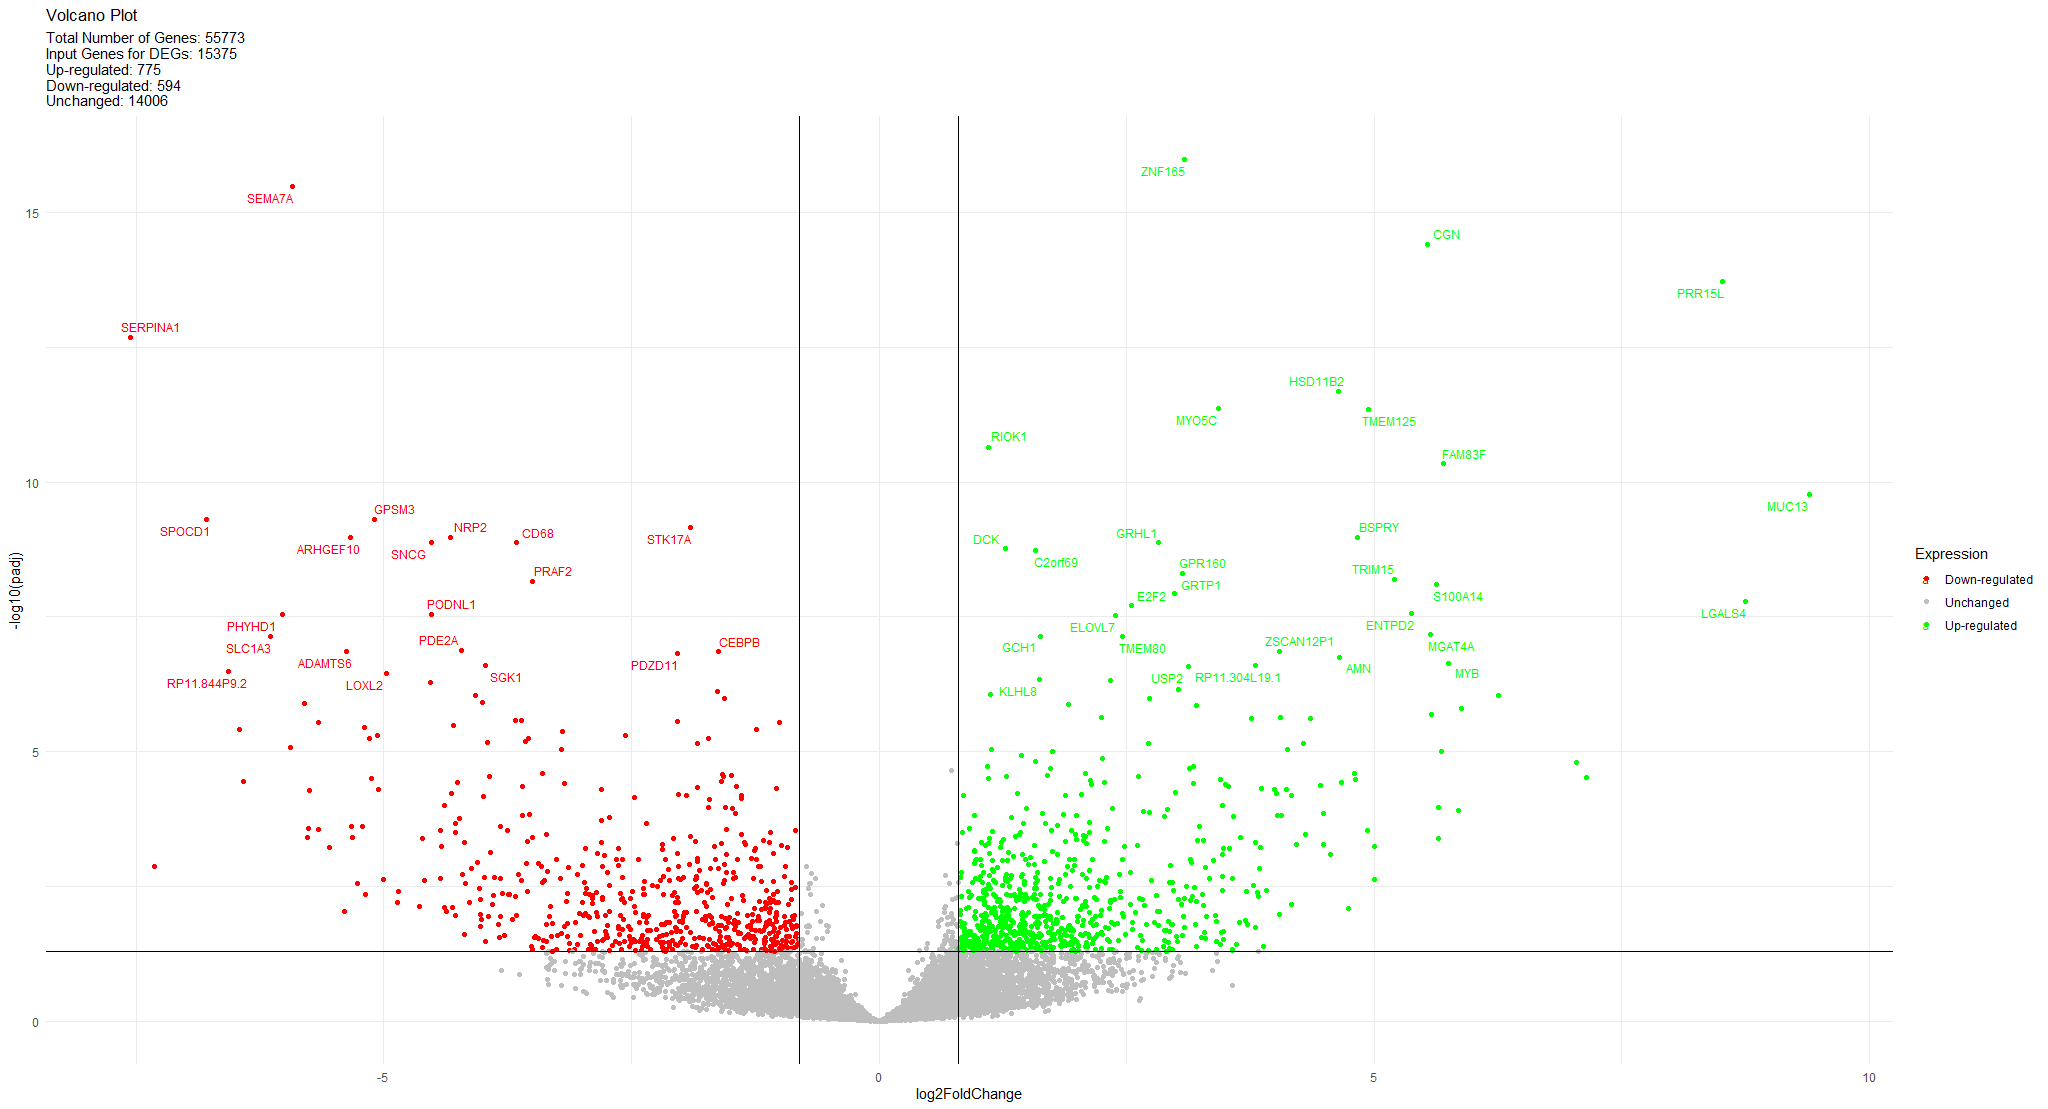 Volcano Plot
Total Number of Genes: 55773
Input Genes for DEGs: 15375
Up-regulated: 775
Down-regulated: 594
Unchanged: 14006
ZNF165
SEMA7A
15
CGN
PRR15L
SERPINA1
HSD11B2
MYO5C
TMEM125
RIOK1
FAM83F
10
MUC13
GPSM3
SPOCD1
NRP2
CD68
STK17A
BSPRY
GRHL1
DCK
ARHGEF10
SNCG
C2orf69
GPR160
PRAF2
TRIM15
GRTP1
E2F2
S100A14
PODNL1
LGALS4
PHYHD1
ELOVL7
ENTPD2
PDE2A
CEBPB
ZSCAN12P1
SLC1A3
GCH1
TMEM80
MGAT4A
ADAMTS6
PDZD11
AMN
MYB
SGK1
RP11.844P9.2
LOXL2
USP2
RP11.304L19.1
KLHL8
5
0
-log10(padj)
-5
0
5
10
log2FoldChange
Expression
a Down-regulated
Unchanged
a Up-regulated